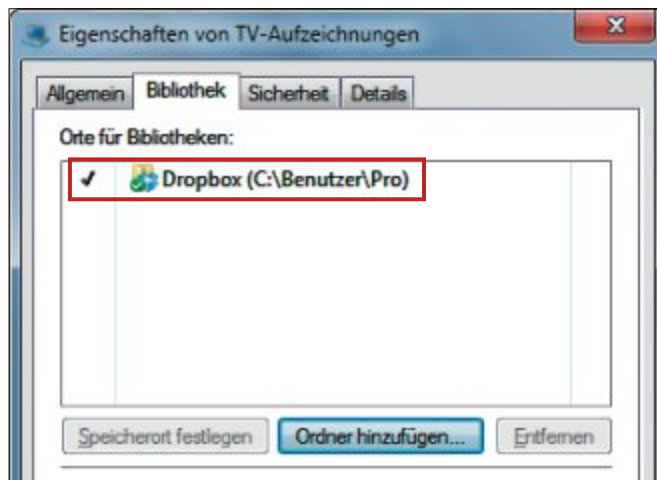 Eigenschaften von TV-Aufzeichnungen
Allgemein Bibliothek Sicherheit Details
Orte für Bibliotheken:
Dropbox (C:\Benutzer\Pro)
Speicherort festlegen Ordner hinzufügen... Entfernen